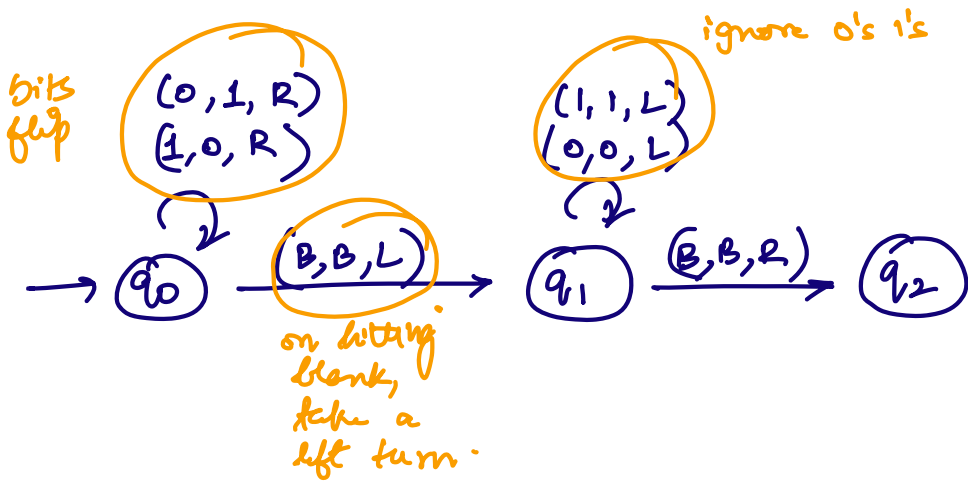 ignore 0's 1's
bits
flip
(0, 1, R)
(1, 0, R)
(1, 1, L)
(0, 0, L)
(B, B, L)
(B, B, R)
q0
q1
q2
on hitting
blank,
take a
left turn.